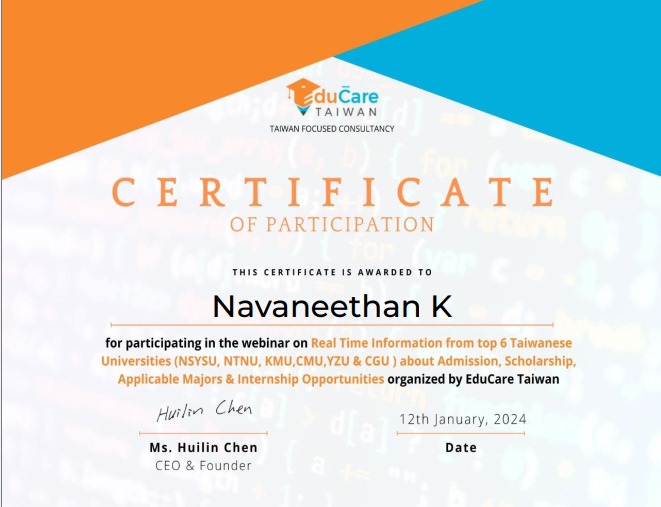 EduCare
TAIWAN
TAIWAN FOCUSED CONSULTANCY
CERTIFICATE
OF PARTICIPATION
THIS CERTIFICATE IS AWARDED TO
Navaneethan K
for participating in the webinar on Real Time Information from top 6 Taiwanese
Universities (NSYSU, NTNU, KMU,CMU,YZU & CGU ) about Admission, Scholarship,
Applicable Majors & Internship Opportunities organized by EduCare Taiwan
Huilin Chen
12th January, 2024
Ms. Huilin Chen
Date
CEO & Founder